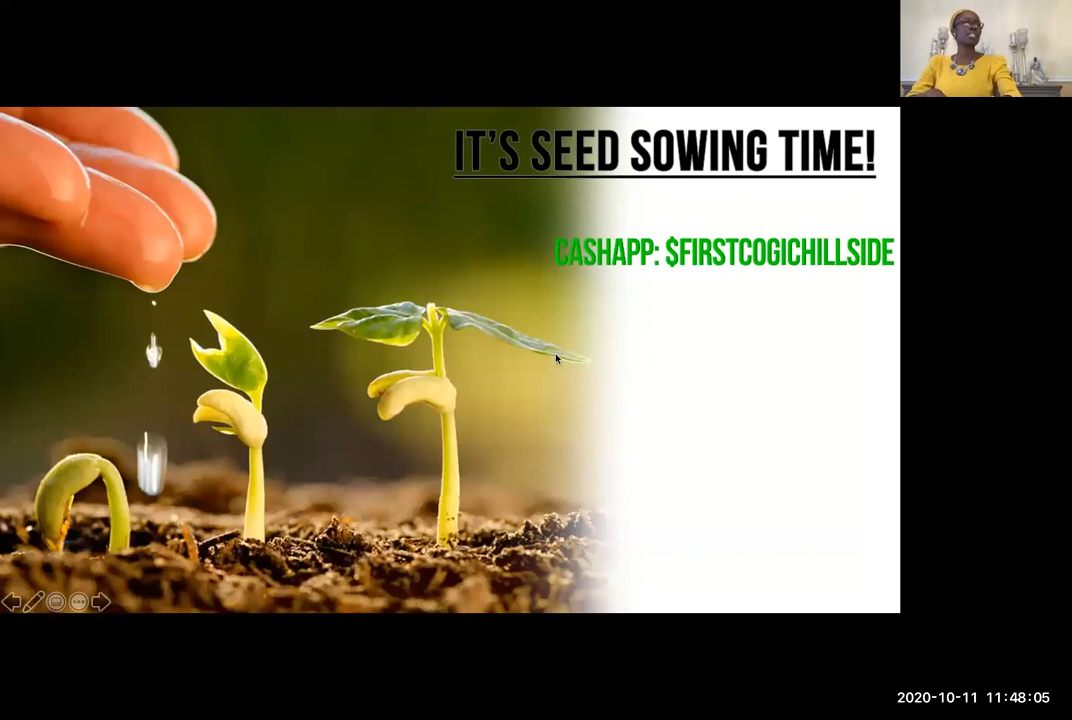 IT'S SEED SOWING TIME!
CASHAPP: $FIRSTCOGICHILLSIDE
2020-10-11 11:48:05